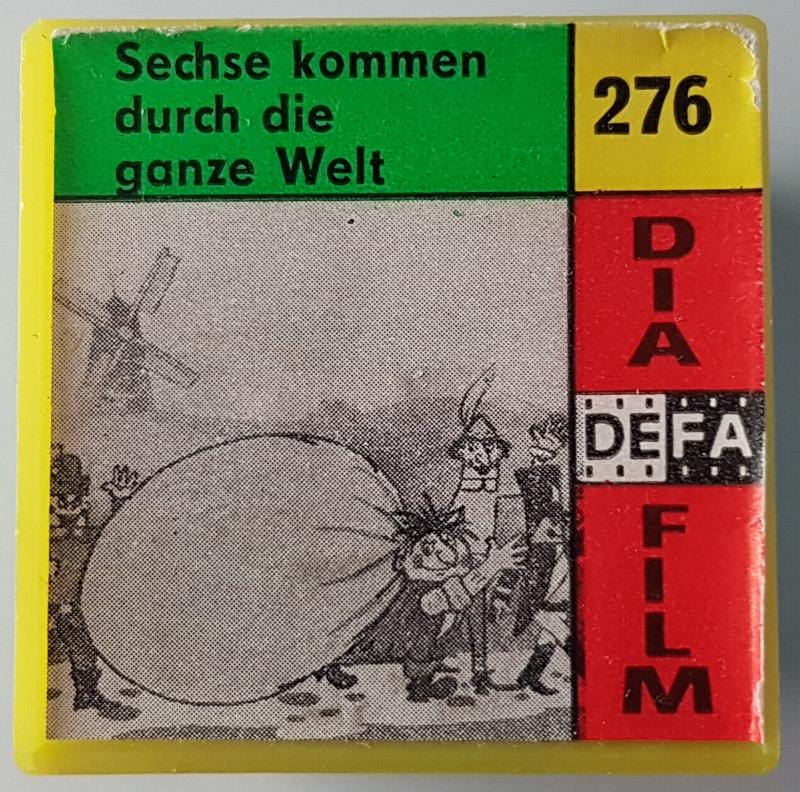 Sechse kommen
durch die
ganze Welt
276
DIA
DEFA
FILM